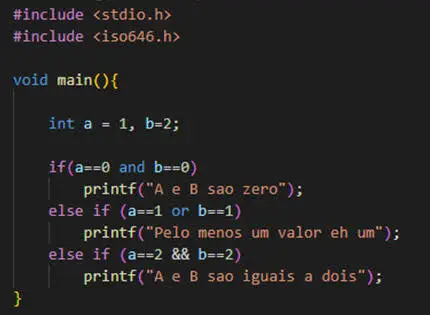 #include <stdio.h>
#include <iso646.h>
void main(){
int a = 1, b=2;
if(a==0 and b==0)
printf("A e B sao zero");
else if (a==1 or b==1)
printf("Pelo menos um valor eh um");
else if (a==2 && b==2)
printf("A e B sao iguais a dois");
}